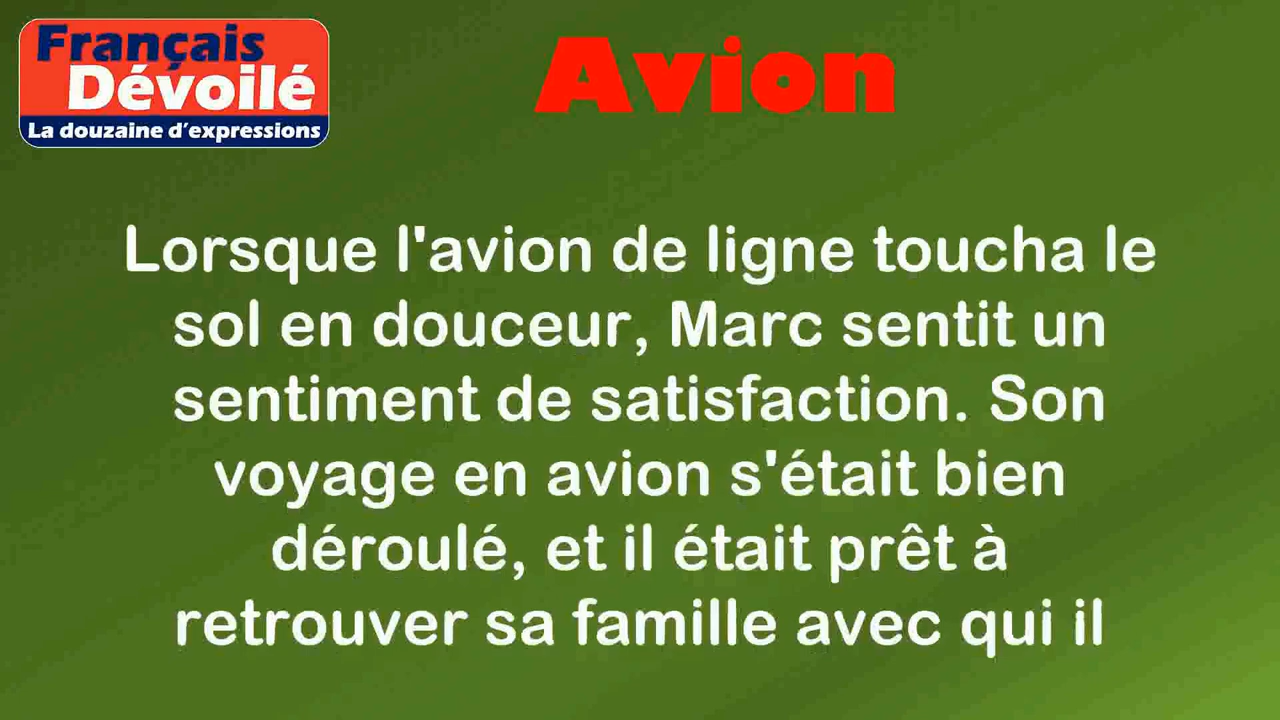 Français
Dévoilé
La douzaine d'expressions
Avion
Lorsque l'avion de ligne toucha le
sol en douceur, Marc sentit un
sentiment de satisfaction. Son
voyage en avion s'était bien
déroulé, et il était prêt à
retrouver sa famille avec qui il